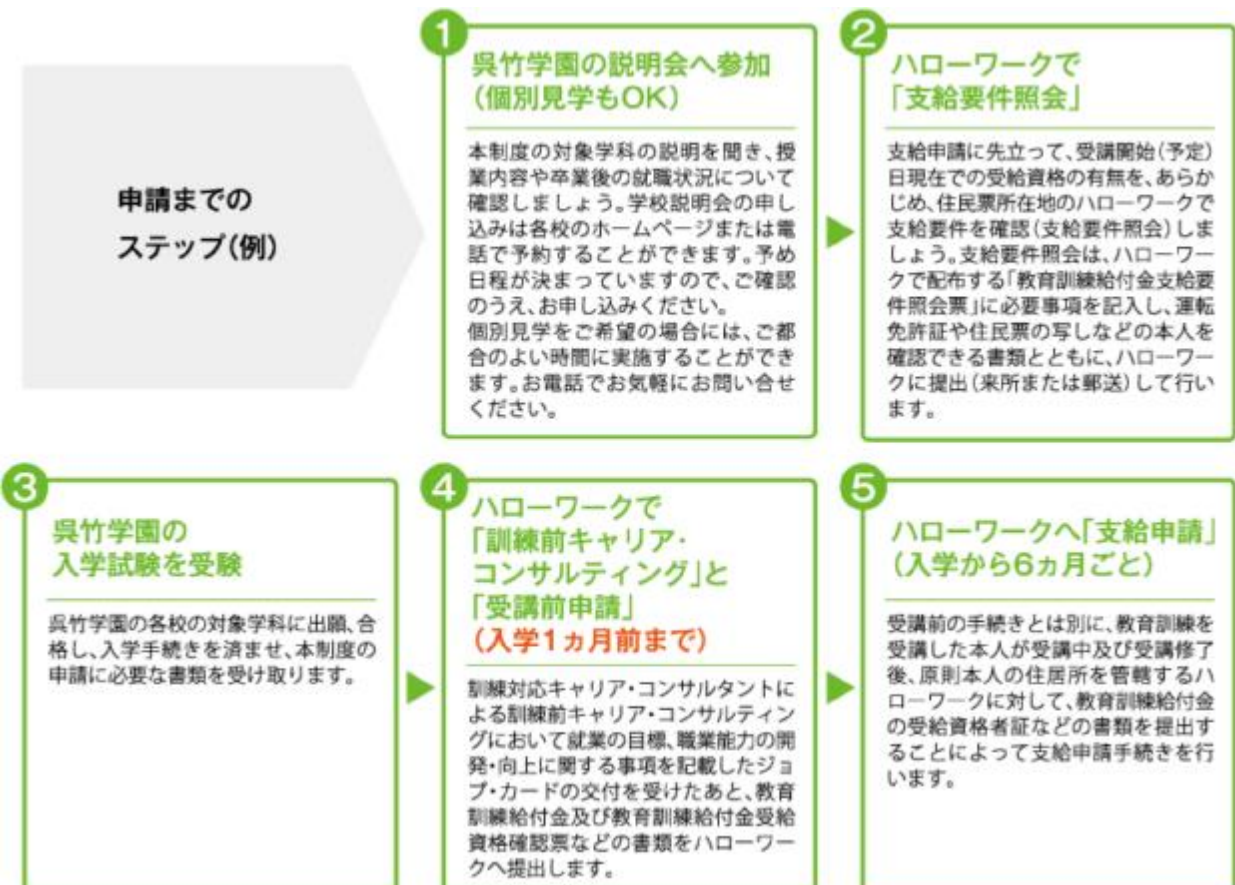 申請までの
ステップ(例)
1
呉竹学園の説明会へ参加
(個別見学もOK)
本制度の対象学科の説明を聞き、授
業内容や卒業後の就職状況について
確認しましょう。学校説明会の申し
込みは各校のホームページまたは電
話で予約することができます。予め
日程が決まっていますので、ご確認
のうえ、お申し込みください。
個別見学をご希望の場合には、ご都
合のよい時間に実施することができ
ます。お電話でお気軽にお問い合せ
ください。
2
ハローワークで
「支給要件照会」
支給申請に先立って、受講開始(予定)
日現在での受給資格の有無を、あらか
じめ、住民票所在地のハローワークで
支給要件を確認(支給要件照会)しま
しょう。支給要件照会は、ハローワー
クで配布する「教育訓練給付金支給要
件照会票」に必要事項を記入し、運転
免許証や住民票の写しなどの本人を
確認できる書類とともに、ハローワー
クに提出(来所または郵送)して行い
ます。
3
呉竹学園の
入学試験を受験
呉竹学園の各校の対象学科に出願、合
格し、入学手続きを済ませ、本制度の
申請に必要な書類を受け取ります。
4
ハローワークで
「訓練前キャリア・
コンサルティング」と
「受講前申請」
(入学1ヵ月前まで)
訓練対応キャリア・コンサルタントに
よる訓練前キャリア・コンサルティン
グにおいて就業の目標、職業能力の開
発・向上に関する事項を記載したジョ
ブ・カードの交付を受けたあと、教育
訓練給付金及び教育訓練給付金受給
資格確認票などの書類をハローワー
クへ提出します。
5
ハローワークへ「支給申請」
(入学から6ヵ月ごと)
受講前の手続きとは別に、教育訓練を
受講した本人が受講中及び受講修了
後、原則本人の住居所を管轄するハ
ローワークに対して、教育訓練給付金
の受給資格者証などの書類を提出す
ることによって支給申請手続きを行
います。